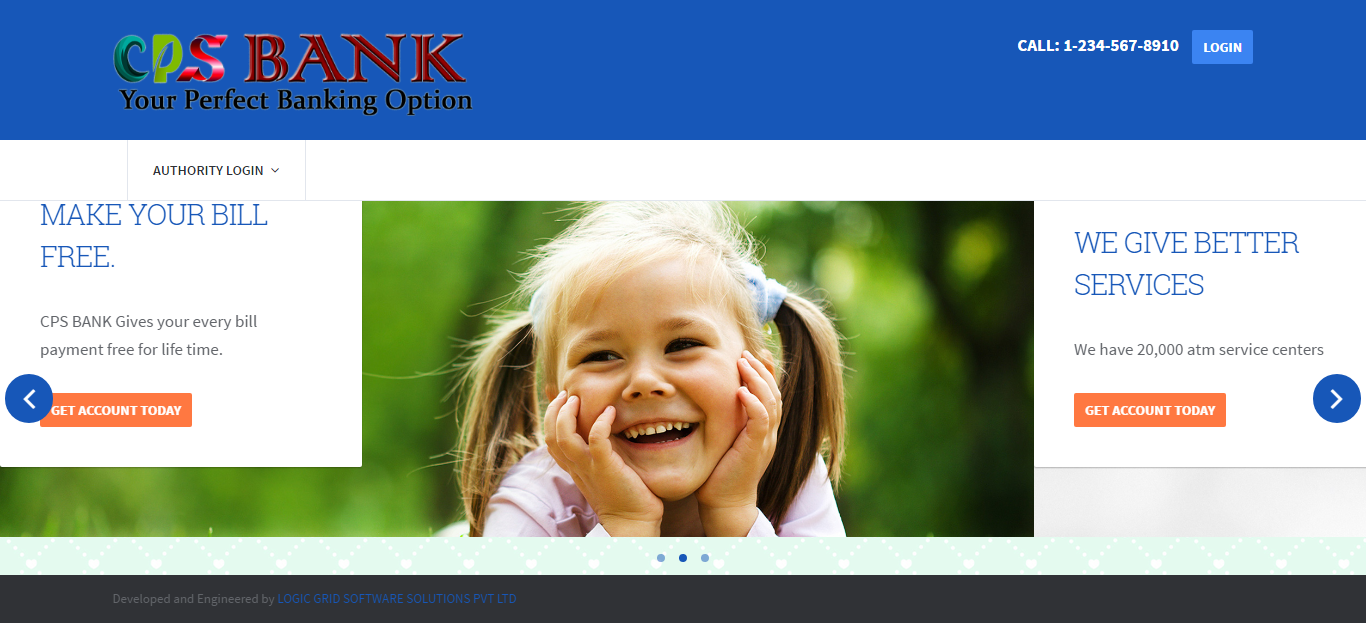 CPS BANK
Your Perfect Banking Option
CALL: 1-234-567-8910
LOGIN
AUTHORITY LOGIN
MAKE YOUR BILL
FREE.
CPS BANK Gives your every bill
payment free for life time.
GET ACCOUNT TODAY
WE GIVE BETTER
SERVICES
We have 20,000 atm service centers
GET ACCOUNT TODAY
Developed and Engineered by LOGIC GRID SOFTWARE SOLUTIONS PVT LTD